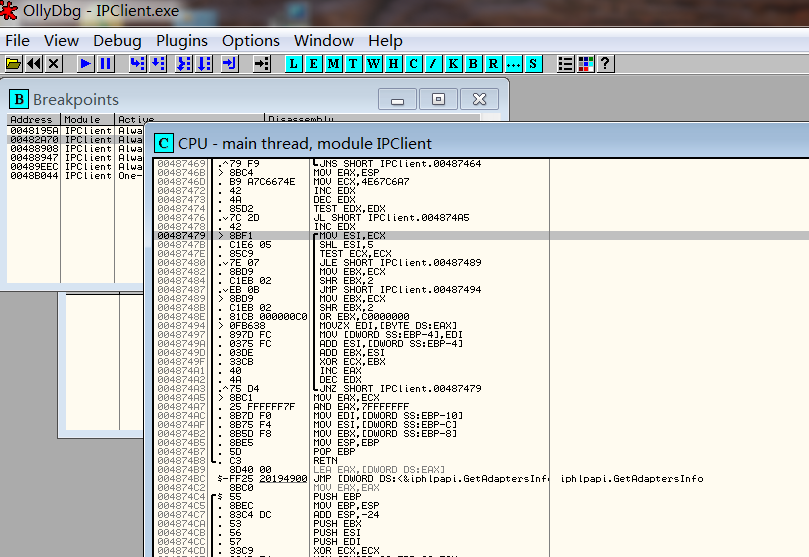 OllyDbg - IPClient.exe
File View Debug Plugins Options Window Help
L E M T W H C / K B R ... S ?
B Breakpoints
Address Module Active Disassembly
0048195A IPClient Alwa
00482A70 IPClient Alwa
00488908 IPClient Alwa
00488947 IPClient Alwa
00489EEC IPClient Alwa
0048B044 IPClient One-
C CPU - main thread, module IPClient
00487469 .^79 F9 JNS SHORT IPClient.00487464
0048746B > 8BC4 MOV EAX,ESP
0048746D . B9 A7C6674E MOV ECX,4E67C6A7
00487472 . 42 INC EDX
00487473 . 4A DEC EDX
00487474 . 85D2 TEST EDX,EDX
00487476 .v7C 2D JL SHORT IPClient.004874A5
00487478 . 42 INC EDX
00487479 > 8BF1 MOV ESI,ECX
0048747B . C1E6 05 SHL ESI,5
0048747E . 85C9 TEST ECX,ECX
00487480 .v7E 07 JLE SHORT IPClient.00487489
00487482 . 8BD9 MOV EBX,ECX
00487484 . C1EB 02 SHR EBX,2
00487487 .vEB 0B JMP SHORT IPClient.00487494
00487489 > 8BD9 MOV EBX,ECX
0048748B . C1EB 02 SHR EBX,2
0048748E . 81CB 000000C0 OR EBX,C0000000
00487494 > 0FB638 MOVZX EDI,[BYTE DS:EAX]
00487497 . 897D FC MOV [DWORD SS:EBP-4],EDI
0048749A . 0375 FC ADD ESI,[DWORD SS:EBP-4]
0048749D . 03DE ADD EBX,ESI
0048749F . 33CB XOR ECX,EBX
004874A1 . 40 INC EAX
004874A2 . 4A DEC EDX
004874A3 .^75 D4 JNZ SHORT IPClient.00487479
004874A5 > 8BC1 MOV EAX,ECX
004874A7 . 25 FFFFFF7F AND EAX,7FFFFFFF
004874AC . 8B7D F0 MOV EDI,[DWORD SS:EBP-10]
004874AF . 8B75 F4 MOV ESI,[DWORD SS:EBP-C]
004874B2 . 8B5D F8 MOV EBX,[DWORD SS:EBP-8]
004874B5 . 8BE5 MOV ESP,EBP
004874B7 . 5D POP EBP
004874B8 . C3 RETN
004874B9 8D40 00 LEA EAX,[DWORD DS:EAX]
004874BC $-FF25 20194900 JMP [DWORD DS:<&iphlpapi.GetAdaptersInfo iphlpapi.GetAdaptersInfo
004874C2 8BC0 MOV EAX,EAX
004874C4 $ 55 PUSH EBP
004874C5 . 8BEC MOV EBP,ESP
004874C7 . 83C4 DC ADD ESP,-24
004874CA . 53 PUSH EBX
004874CB . 56 PUSH ESI
004874CC . 57 PUSH EDI
004874CD . 33C9 XOR ECX,ECX